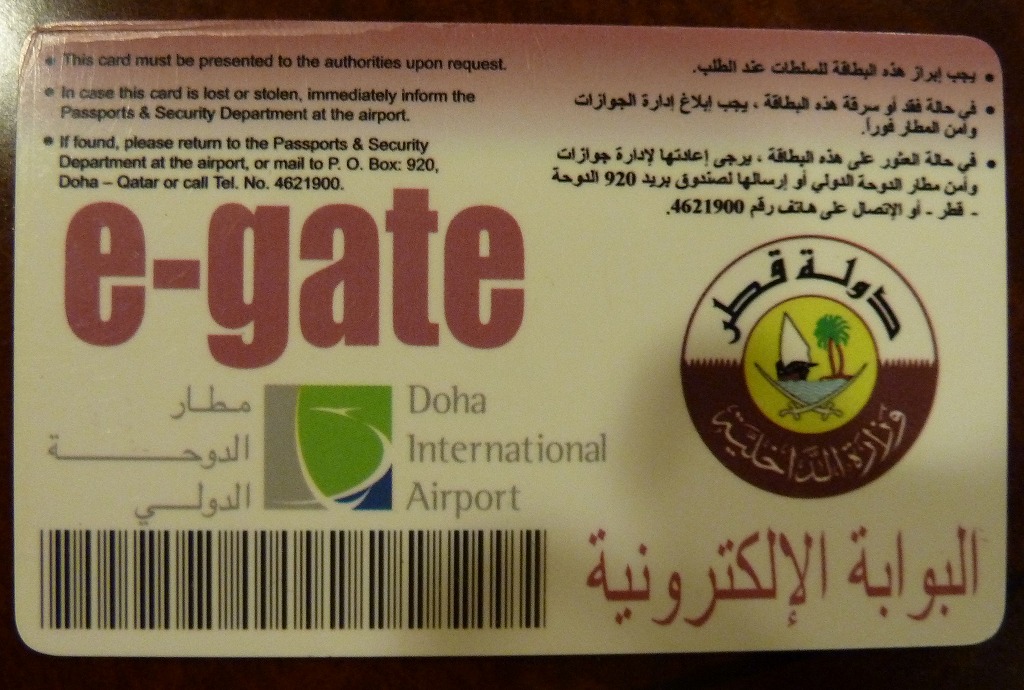 • This card must be presented to the authorities upon request.
• In case this card is lost or stolen, immediately inform the
Passports & Security Department at the airport.
• If found, please return to the Passports & Security
Department at the airport, or mail to P. O. Box: 920,
Doha – Qatar or call Tel. No. 4621900.
• يجب إبراز هذه البطاقة للسلطات عند الطلب.
• في حالة فقد أو سرقة هذه البطاقة ، يجب إبلاغ إدارة الجوازات
وأمن المطار فوراً.
• في حالة العثور على هذه البطاقة ، يرجى إعادتها لإدارة جوازات
وأمن مطار الدوحة الدولي أو إرسالها لصندوق بريد 920 الدوحة
- قطر - أو الإتصال على هاتف رقم 4621900.
e-gate
دولة قطر
وزارة الداخلية
مطار
الدوحة
الدولي
Doha
International
Airport
البوابة الإلكترونية